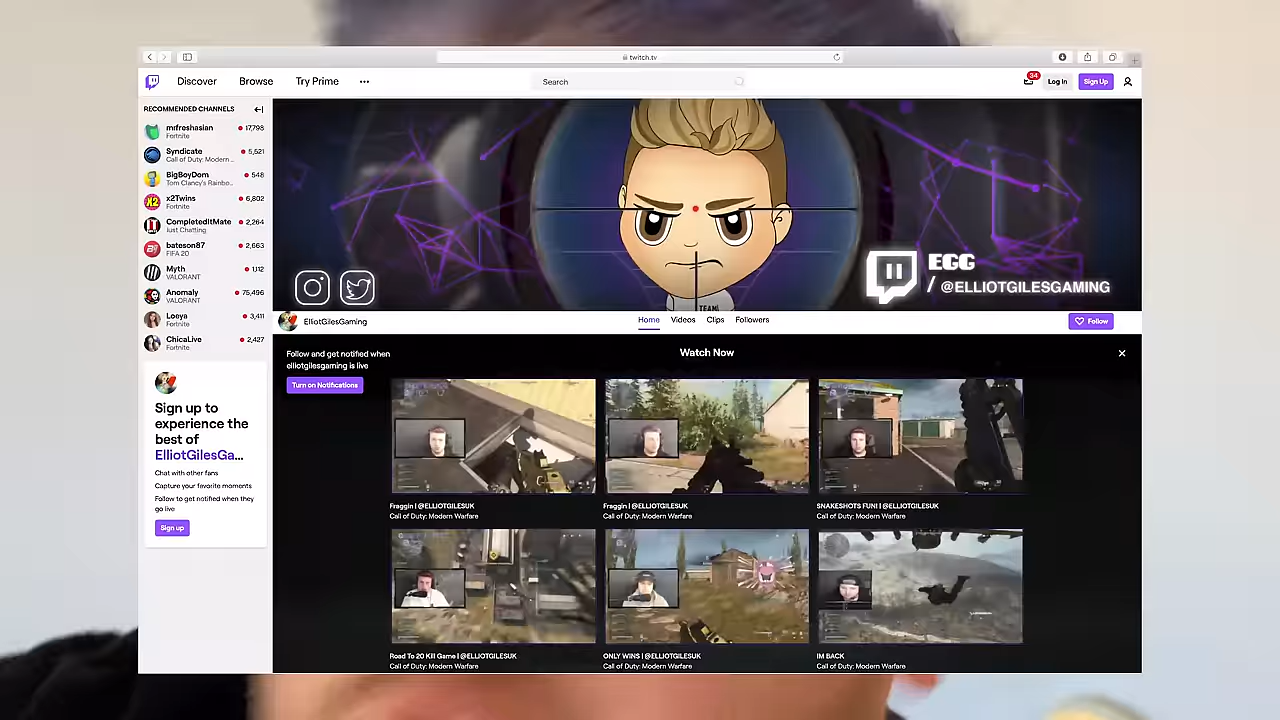 twitch.tv
Discover
Browse
Try Prime
Search
34
Log In
Sign Up
RECOMMENDED CHANNELS
mrfreshasian
17,798
Fortnite
Syndicate
5,521
Call of Duty: Modern ...
BigBoyDom
548
Tom Clancy's Rainbo...
x2Twins
6,802
Fortnite
CompletedItMate
2,264
Just Chatting
bateson87
2,663
FIFA 20
Myth
1,112
VALORANT
Anomaly
75,496
VALORANT
Loeya
3,411
Fortnite
ChicaLive
2,427
Fortnite
Sign up to
experience the
best of
ElliotGilesGa...
Chat with other fans
Capture your favorite moments
Follow to get notified when they
go live
Sign up
TEAM
EGG
/ @ELLIOTGILESGAMING
ElliotGilesGaming
Home
Videos
Clips
Followers
Follow
Follow and get notified when
elliotgilesgaming is live
Turn on Notifications
Watch Now
Fraggin | @ELLIOTGILESUK
Call of Duty: Modern Warfare
Fraggin | @ELLIOTGILESUK
Call of Duty: Modern Warfare
SNAKESHOTS FUN! | @ELLIOTGILESUK
Call of Duty: Modern Warfare
Road To 20 Kill Game | @ELLIOTGILESUK
Call of Duty: Modern Warfare
ONLY WINS | @ELLIOTGILESUK
Call of Duty: Modern Warfare
IM BACK
Call of Duty: Modern Warfare